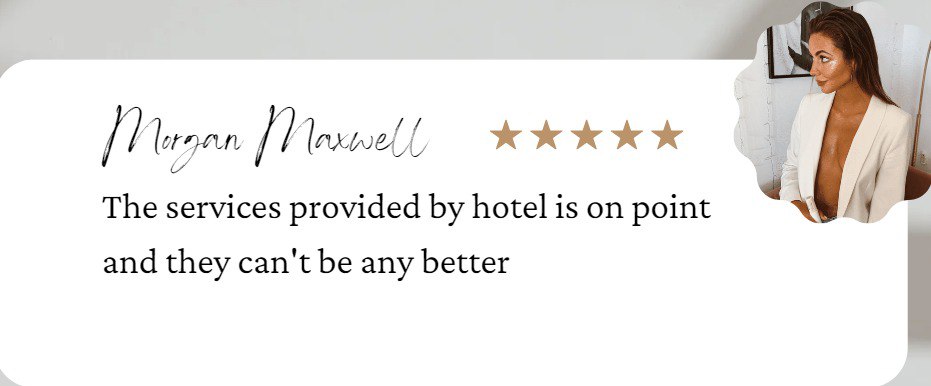 Morgan Maxwell
The services provided by hotel is on point
and they can't be any better